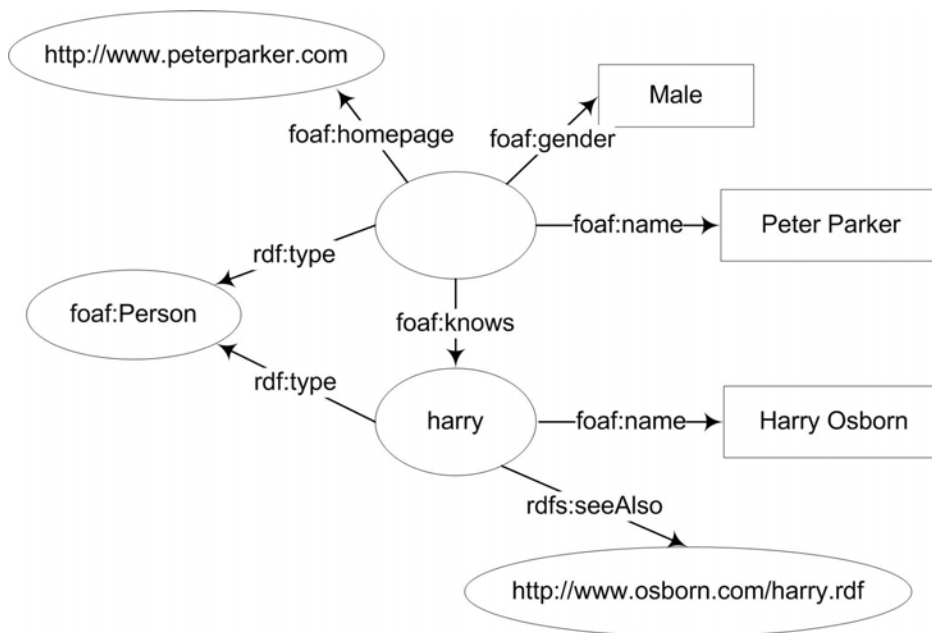 http://www.peterparker.com
Male
foaf:homepage
foaf:gender
foaf:name
Peter Parker
rdf:type
foaf:Person
foaf:knows
rdf:type
harry
foaf:name
Harry Osborn
rdfs:seeAlso
http://www.osborn.com/harry.rdf